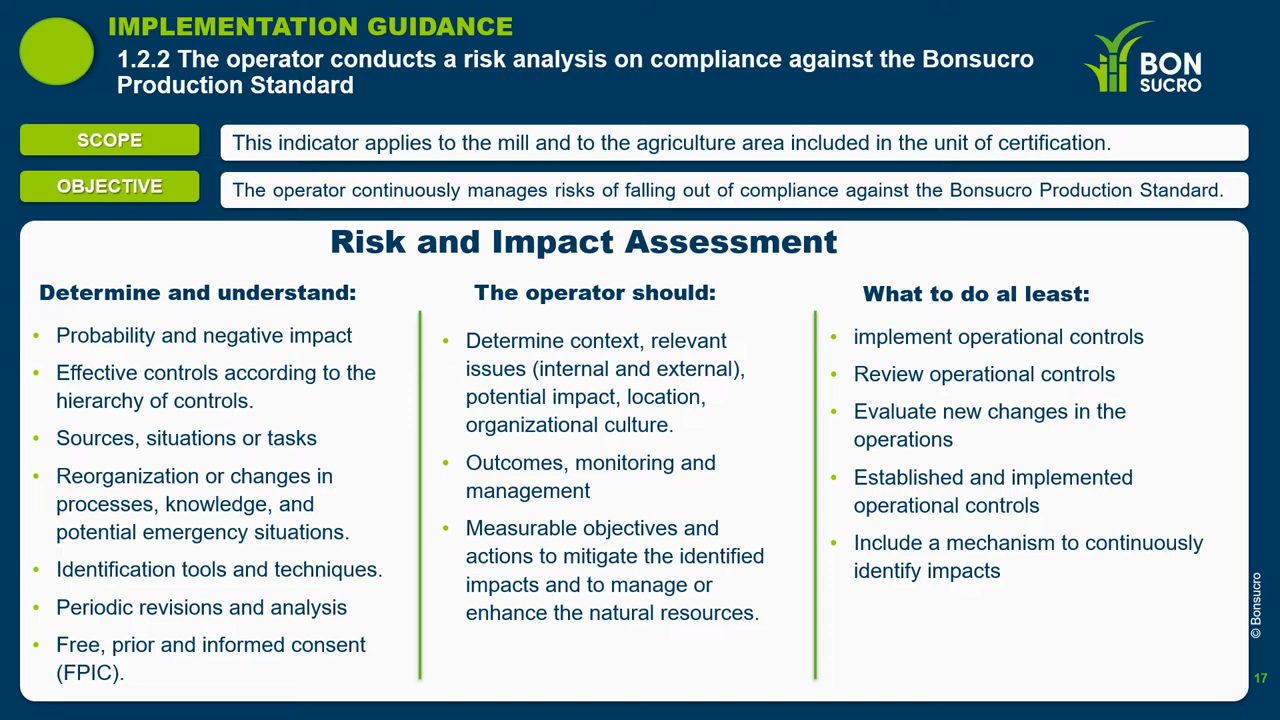 IMPLEMENTATION GUIDANCE
1.2.2 The operator conducts a risk analysis on compliance against the Bonsucro
Production Standard
BON
SUCRO
SCOPE
This indicator applies to the mill and to the agriculture area included in the unit of certification.
OBJECTIVE
The operator continuously manages risks of falling out of compliance against the Bonsucro Production Standard.
Risk and Impact Assessment
Determine and understand:
• Probability and negative impact
• Effective controls according to the
hierarchy of controls.
• Sources, situations or tasks
• Reorganization or changes in
processes, knowledge, and
potential emergency situations.
• Identification tools and techniques.
• Periodic revisions and analysis
• Free, prior and informed consent
(FPIC).
The operator should:
• Determine context, relevant
issues (internal and external),
potential impact, location,
organizational culture.
• Outcomes, monitoring and
management
• Measurable objectives and
actions to mitigate the identified
impacts and to manage or
enhance the natural resources.
What to do al least:
• implement operational controls
• Review operational controls
• Evaluate new changes in the
operations
• Established and implemented
operational controls
• Include a mechanism to continuously
identify impacts
© Bonsucro
17